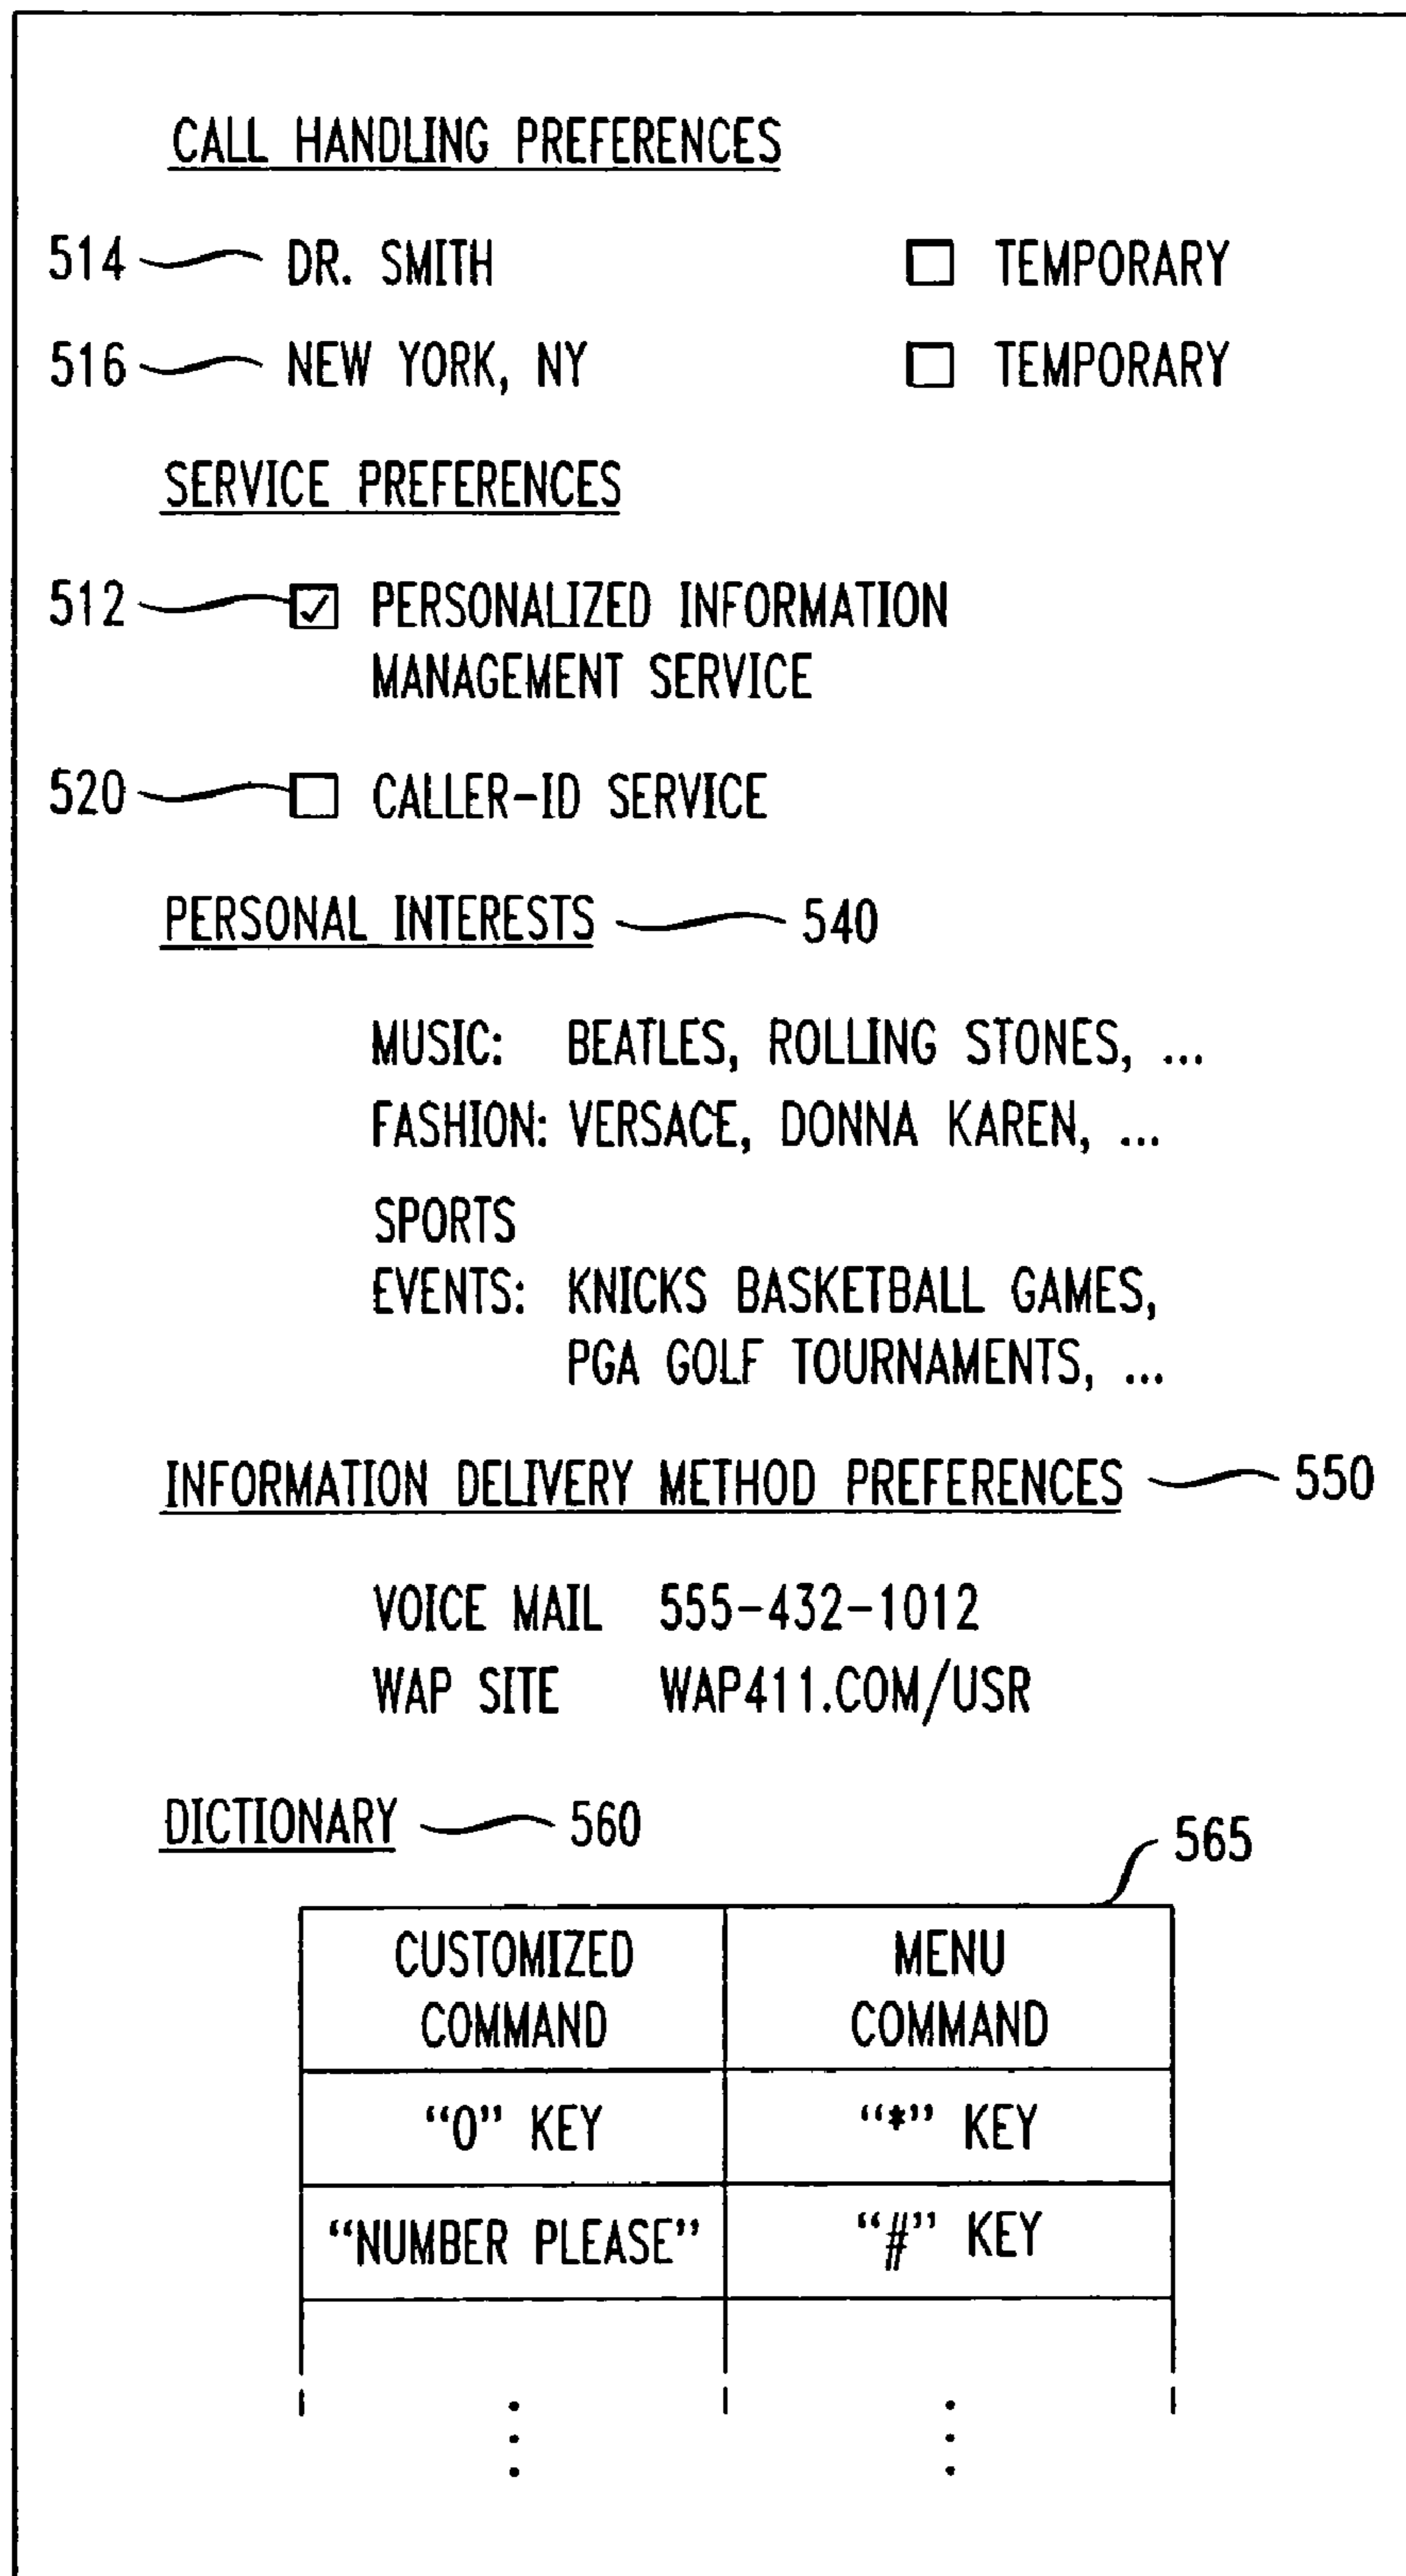 CALL HANDLING PREFERENCES
514 DR. SMITH ☐ TEMPORARY
516 NEW YORK, NY ☐ TEMPORARY
SERVICE PREFERENCES
512 ☑ PERSONALIZED INFORMATION
MANAGEMENT SERVICE
520 ☐ CALLER-ID SERVICE
PERSONAL INTERESTS 540
MUSIC: BEATLES, ROLLING STONES, ...
FASHION: VERSACE, DONNA KAREN, ...
SPORTS
EVENTS: KNICKS BASKETBALL GAMES,
PGA GOLF TOURNAMENTS, ...
INFORMATION DELIVERY METHOD PREFERENCES 550
VOICE MAIL 555-432-1012
WAP SITE WAP411.COM/USR
DICTIONARY 560
565
CUSTOMIZED MENU
COMMAND COMMAND
“0” KEY “*” KEY
“NUMBER PLEASE” “#” KEY